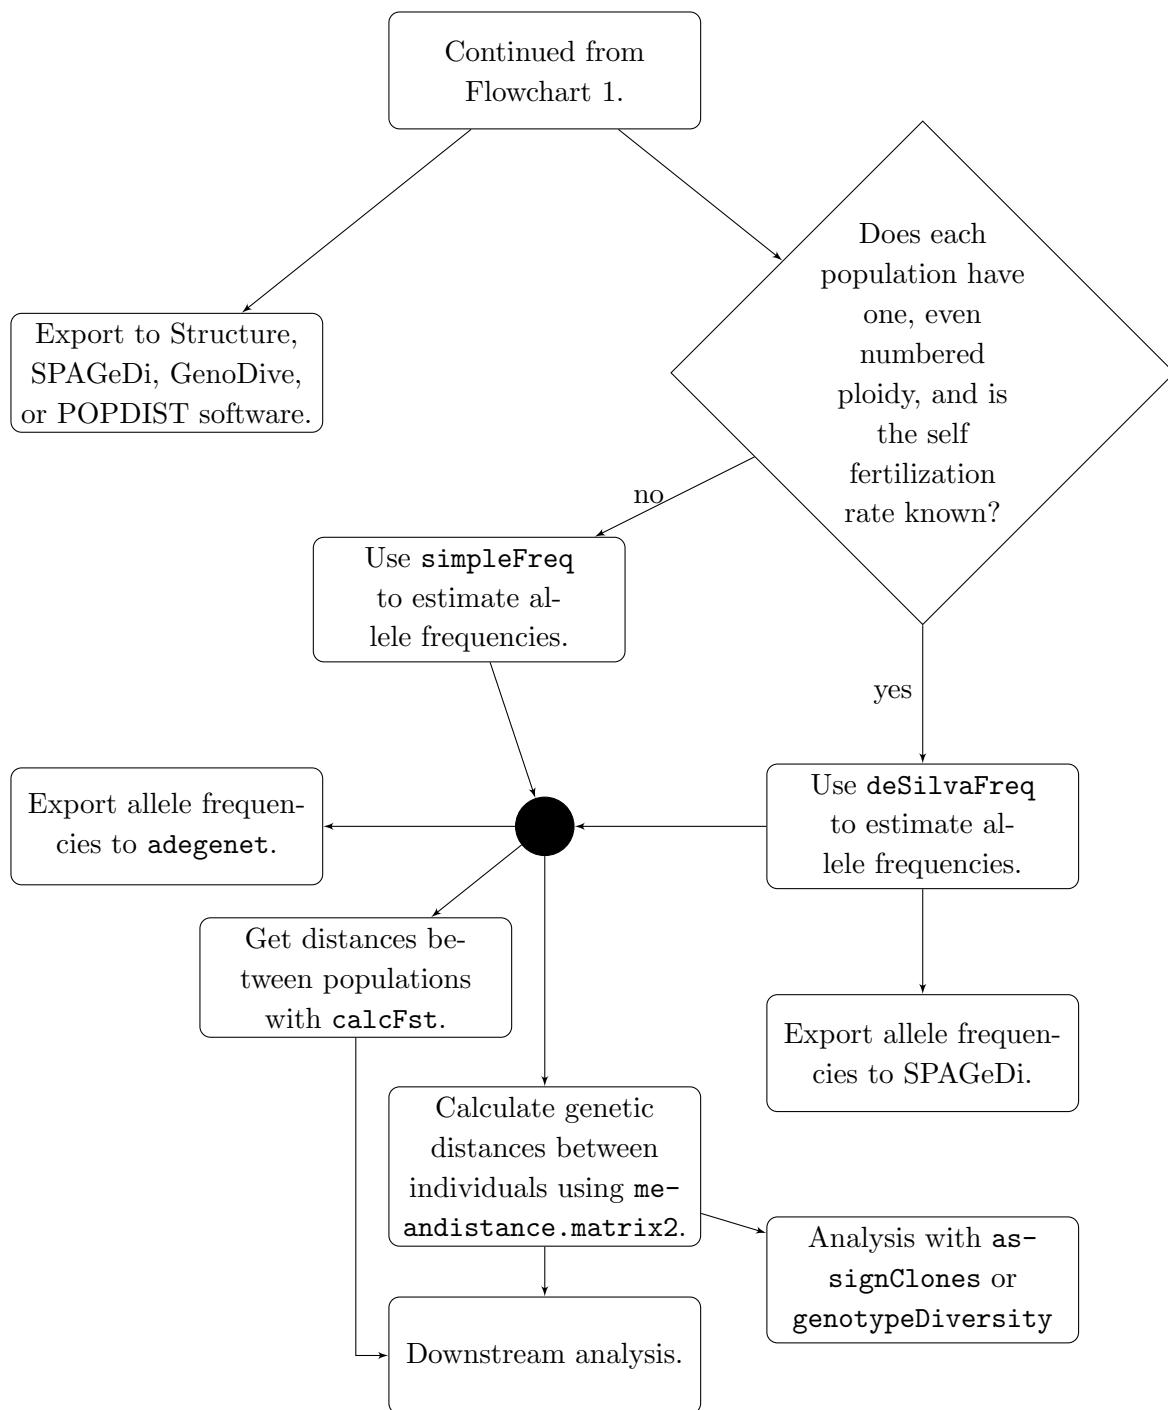 Continued from
Flowchart 1.
Does each
population have
one, even
numbered
ploidy, and is
the self
fertilization
rate known?
Export to Structure,
SPAGeDi, GenoDive,
or POPDIST software.
no
Use simpleFreq
to estimate al-
lele frequencies.
yes
Export allele frequen-
cies to adegenet.
Use deSilvaFreq
to estimate al-
lele frequencies.
Get distances be-
tween populations
with calcFst.
Export allele frequen-
cies to SPAGeDi.
Calculate genetic
distances between
individuals using me-
andistance.matrix2.
Analysis with as-
signClones or
genotypeDiversity
Downstream analysis.